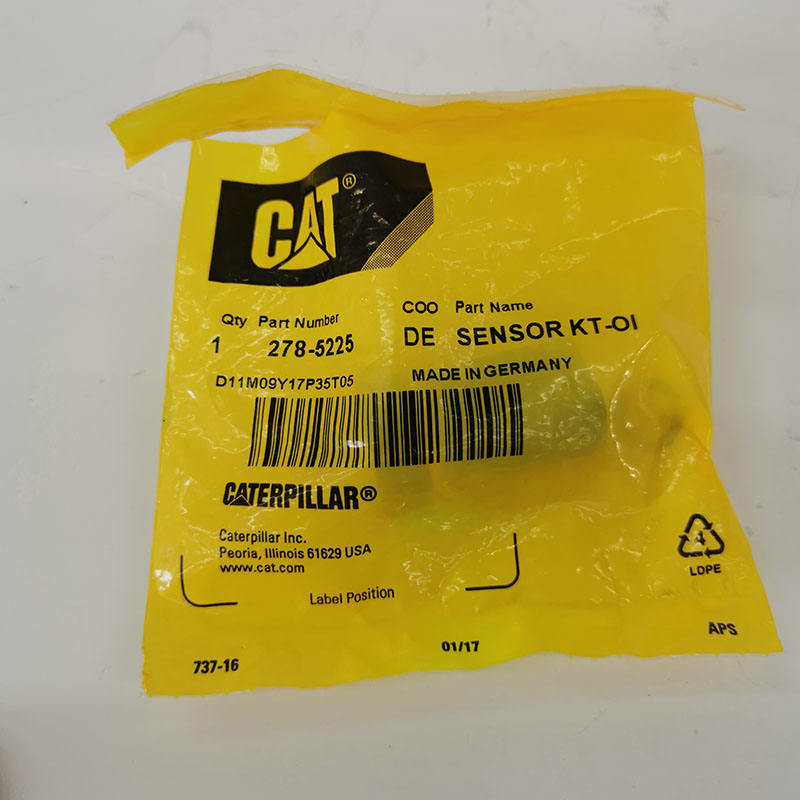 CAT®
Qty Part Number COO Part Name
1 278-5225 DE SENSOR KT-OI
D11M09Y17P35T05 MADE IN GERMANY
CATERPILLAR®
Caterpillar Inc.
Peoria, Illinois 61629 USA
www.cat.com
Label Position
4
LDPE
737-16 01/17 APS